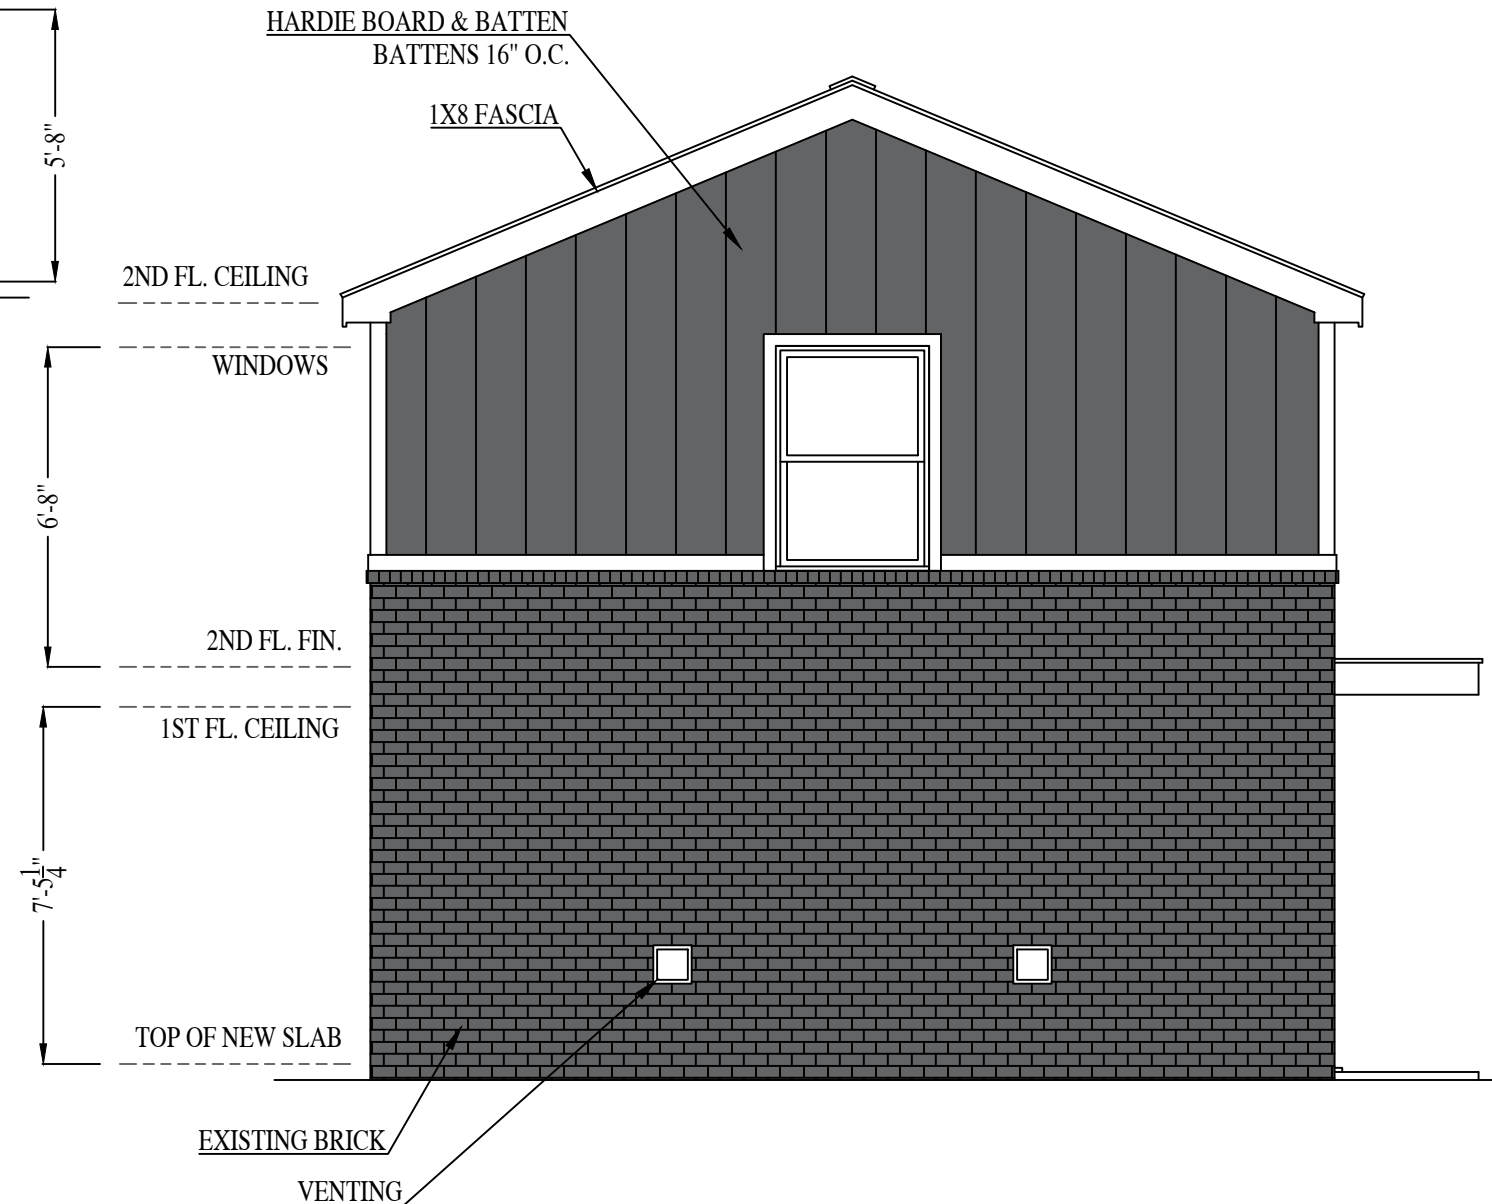 HARDIE BOARD & BATTEN
BATTENS 16" O.C.
1X8 FASCIA
5'-8"
2ND FL. CEILING
WINDOWS
6'-8"
2ND FL. FIN.
1ST FL. CEILING
7'-5 1/4"
TOP OF NEW SLAB
EXISTING BRICK
VENTING